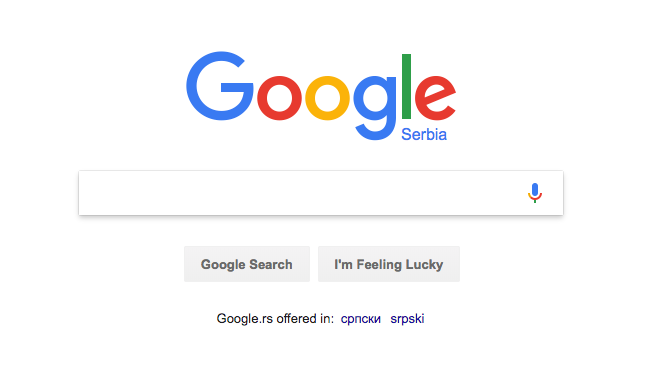 Google
Serbia
Google Search I'm Feeling Lucky
Google.rs offered in: српски srpski